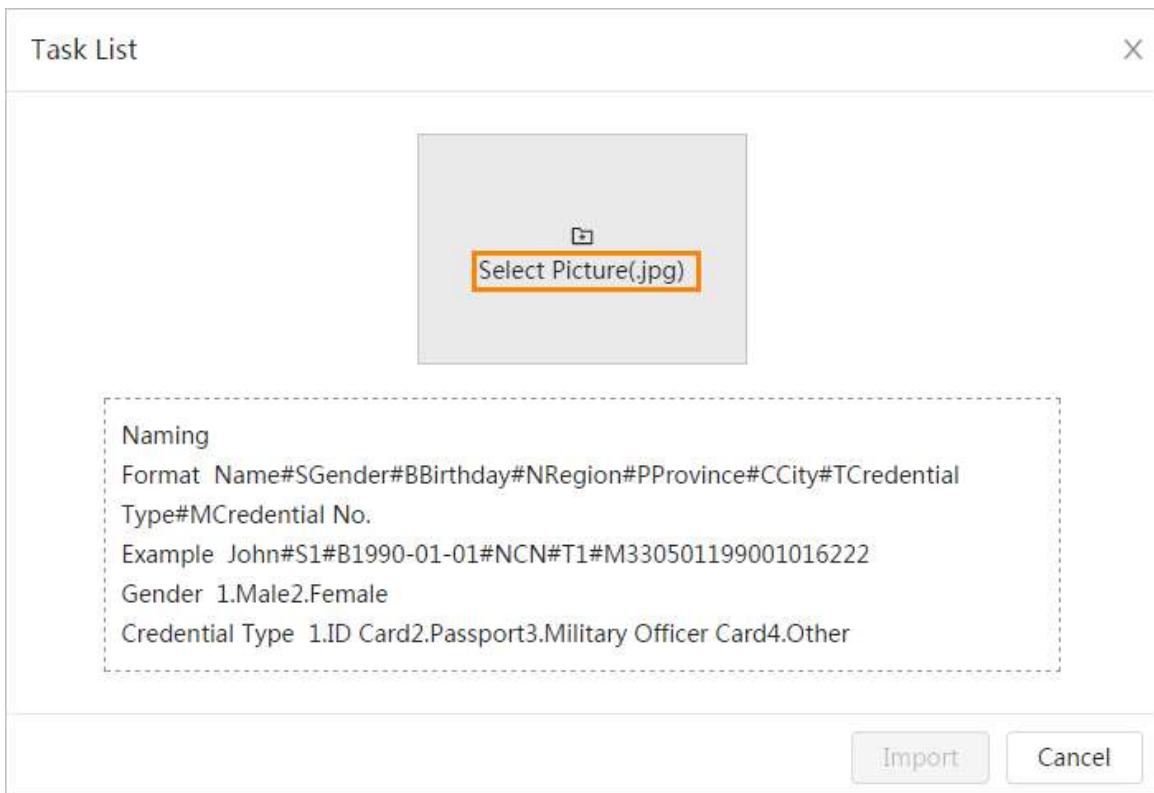 Task List
Select Picture(.jpg)
Naming
Format Name#SGender#BBirthday#NRegion#PProvince#CCity#TCredential
Type#MCredential No.
Example John#S1#B1990-01-01#NCN#T1#M330501199001016222
Gender 1.Male2.Female
Credential Type 1.ID Card2.Passport3.Military Officer Card4.Other
Import Cancel